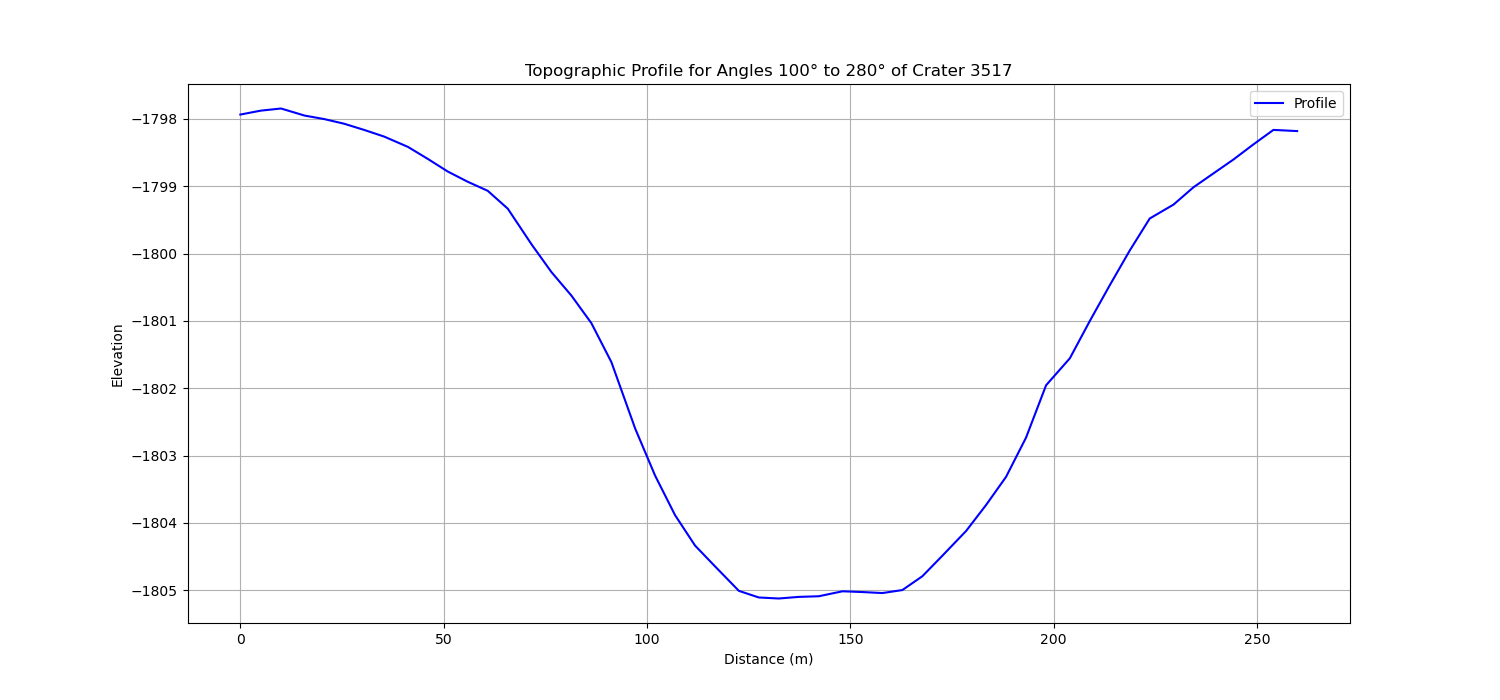 Topographic Profile for Angles 100° to 280° of Crater 3517
Profile
−1798
−1799
−1800
−1801
−1802
−1803
−1804
−1805
Elevation
0 50 100 150 200 250
Distance (m)